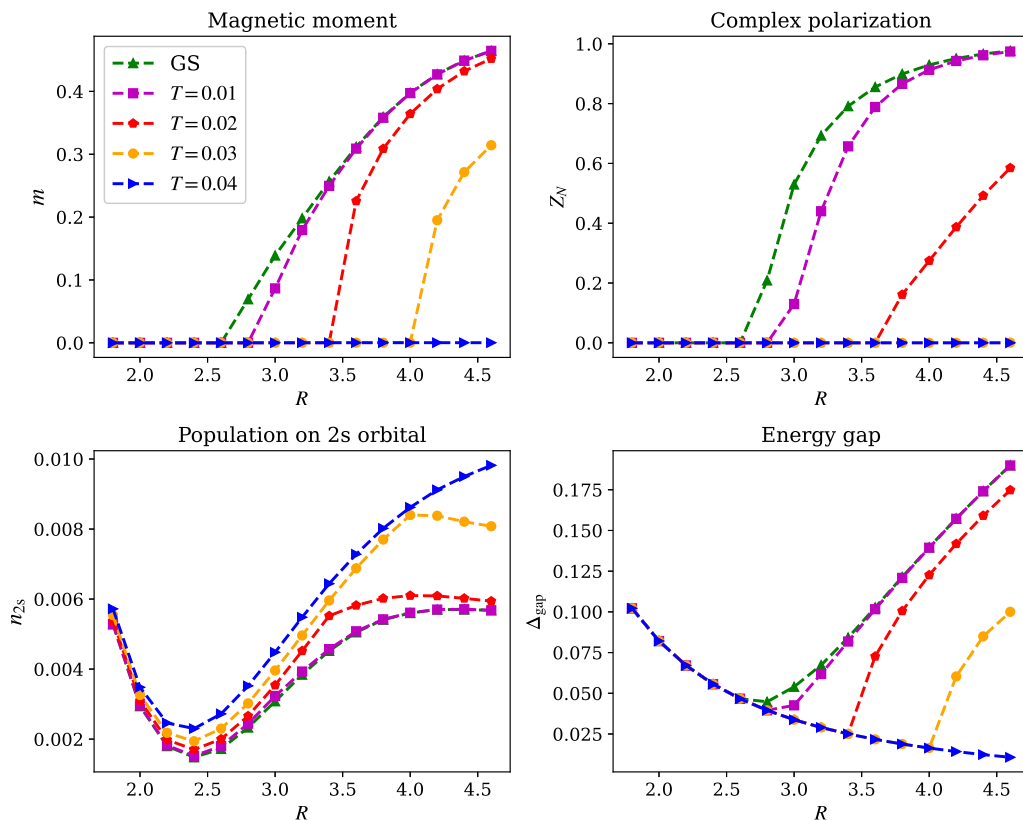 Magnetic moment
GS
T = 0.01
T = 0.02
T = 0.03
T = 0.04
m
0.4
0.3
0.2
0.1
0.0
2.0 2.5 3.0 3.5 4.0 4.5
R
Complex polarization
Z_N
1.0
0.8
0.6
0.4
0.2
0.0
2.0 2.5 3.0 3.5 4.0 4.5
R
Population on 2s orbital
n_2s
0.010
0.008
0.006
0.004
0.002
2.0 2.5 3.0 3.5 4.0 4.5
R
Energy gap
Δ_gap
0.175
0.150
0.125
0.100
0.075
0.050
0.025
2.0 2.5 3.0 3.5 4.0 4.5
R